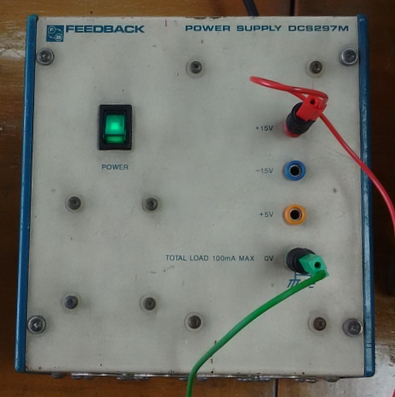 FEEDBACK
POWER SUPPLY DCS297M
+15V
POWER
-15V
+5V
TOTAL LOAD 100mA MAX 0V